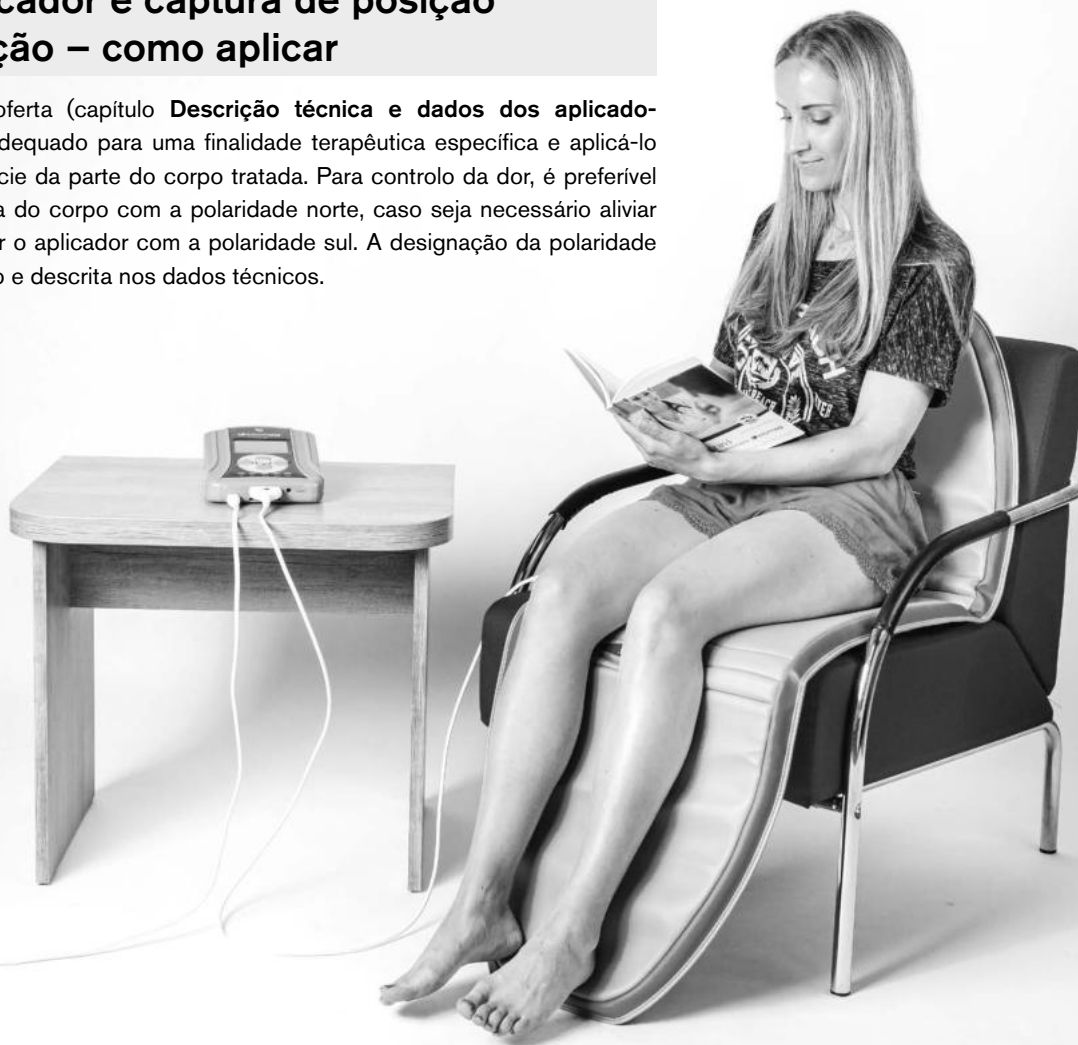 cador e captura de posição
ção – como aplicar
oferta (capítulo Descrição técnica e dados dos aplicado-
dequado para uma finalidade terapêutica específica e aplicá-lo
cie da parte do corpo tratada. Para controlo da dor, é preferível
a do corpo com a polaridade norte, caso seja necessário aliviar
r o aplicador com a polaridade sul. A designação da polaridade
o e descrita nos dados técnicos.